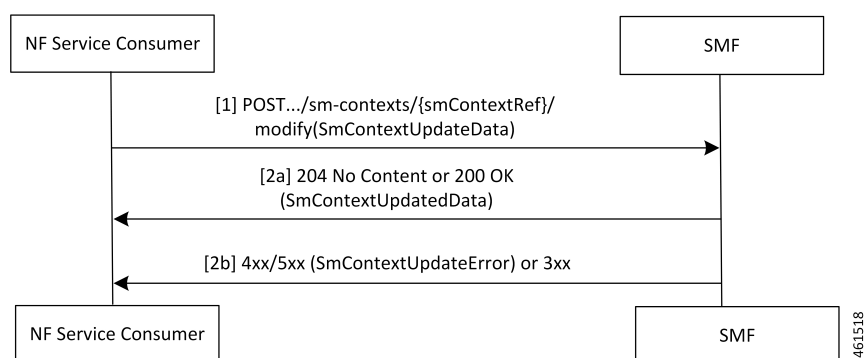 NF Service Consumer
SMF
[1] POST.../sm-contexts/{smContextRef}/
modify(SmContextUpdateData)
[2a] 204 No Content or 200 OK
(SmContextUpdatedData)
[2b] 4xx/5xx (SmContextUpdateError) or 3xx
NF Service Consumer
SMF
461518